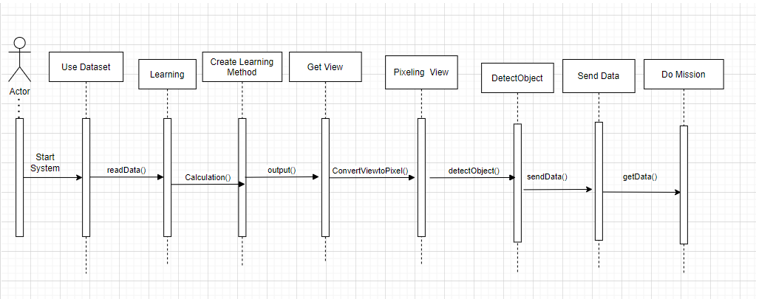 Actor
Use Dataset
Learning
Create Learning
Method
Get View
Pixeling View
DetectObject
Send Data
Do Mission
Start
System
readData()
Calculation()
output()
ConvertViewtoPixel()
detectObject()
sendData()
getData()